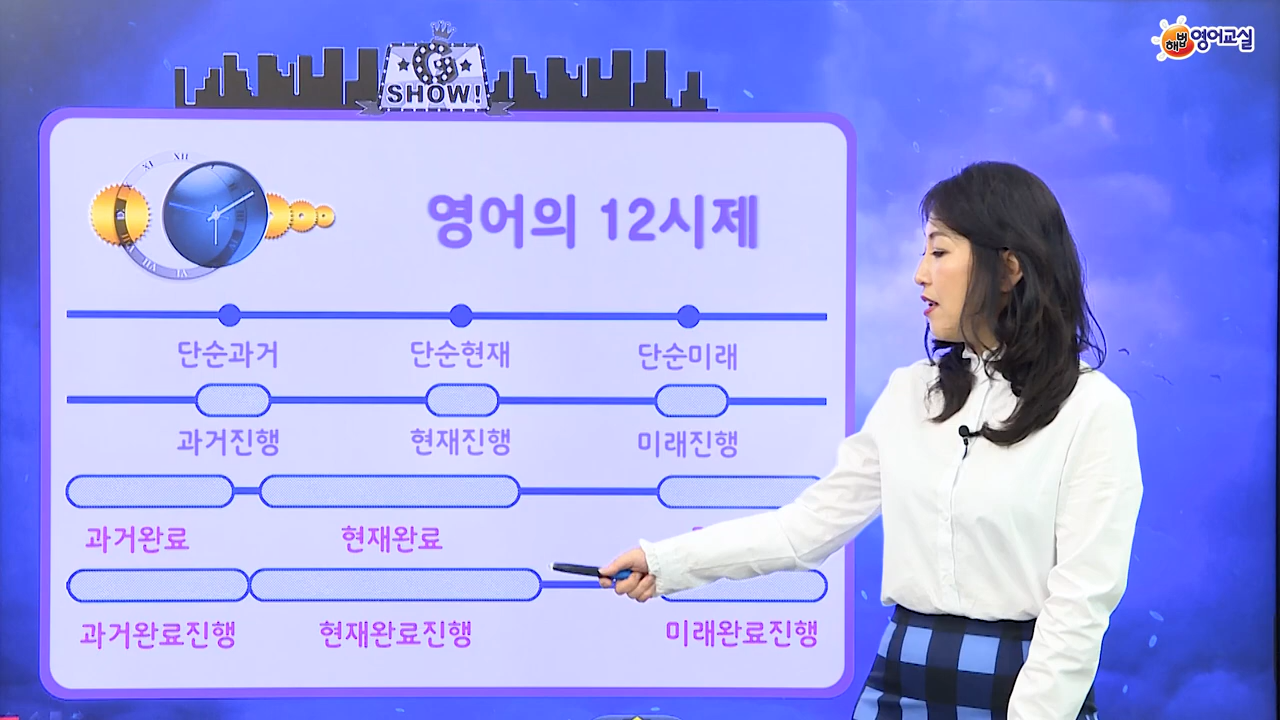 G
SHOW!
해법영어교실
영어의 12시제
단순과거 단순현재 단순미래
과거진행 현재진행 미래진행
과거완료 현재완료
과거완료진행 현재완료진행 미래완료진행